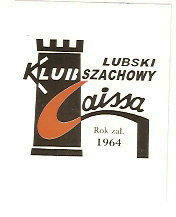 LUBSKI
KLUB SZACHOWY
Caissa
Rok zał.
1964